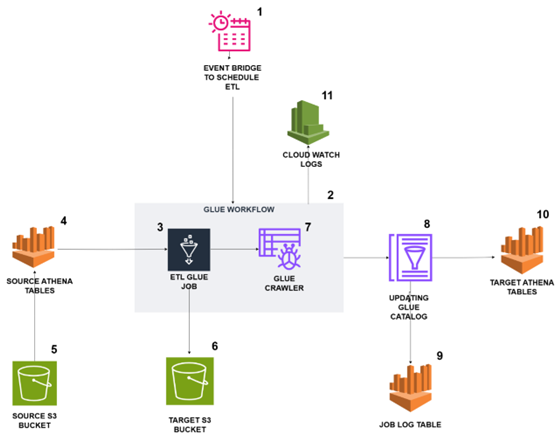 1
EVENT BRIDGE
TO SCHEDULE
ETL
11
CLOUD WATCH
LOGS
2
GLUE WORKFLOW
3
ETL GLUE
JOB
7
GLUE
CRAWLER
4
SOURCE ATHENA
TABLES
8
UPDATING
GLUE
CATALOG
10
TARGET ATHENA
TABLES
5
SOURCE S3
BUCKET
6
TARGET S3
BUCKET
9
JOB LOG TABLE